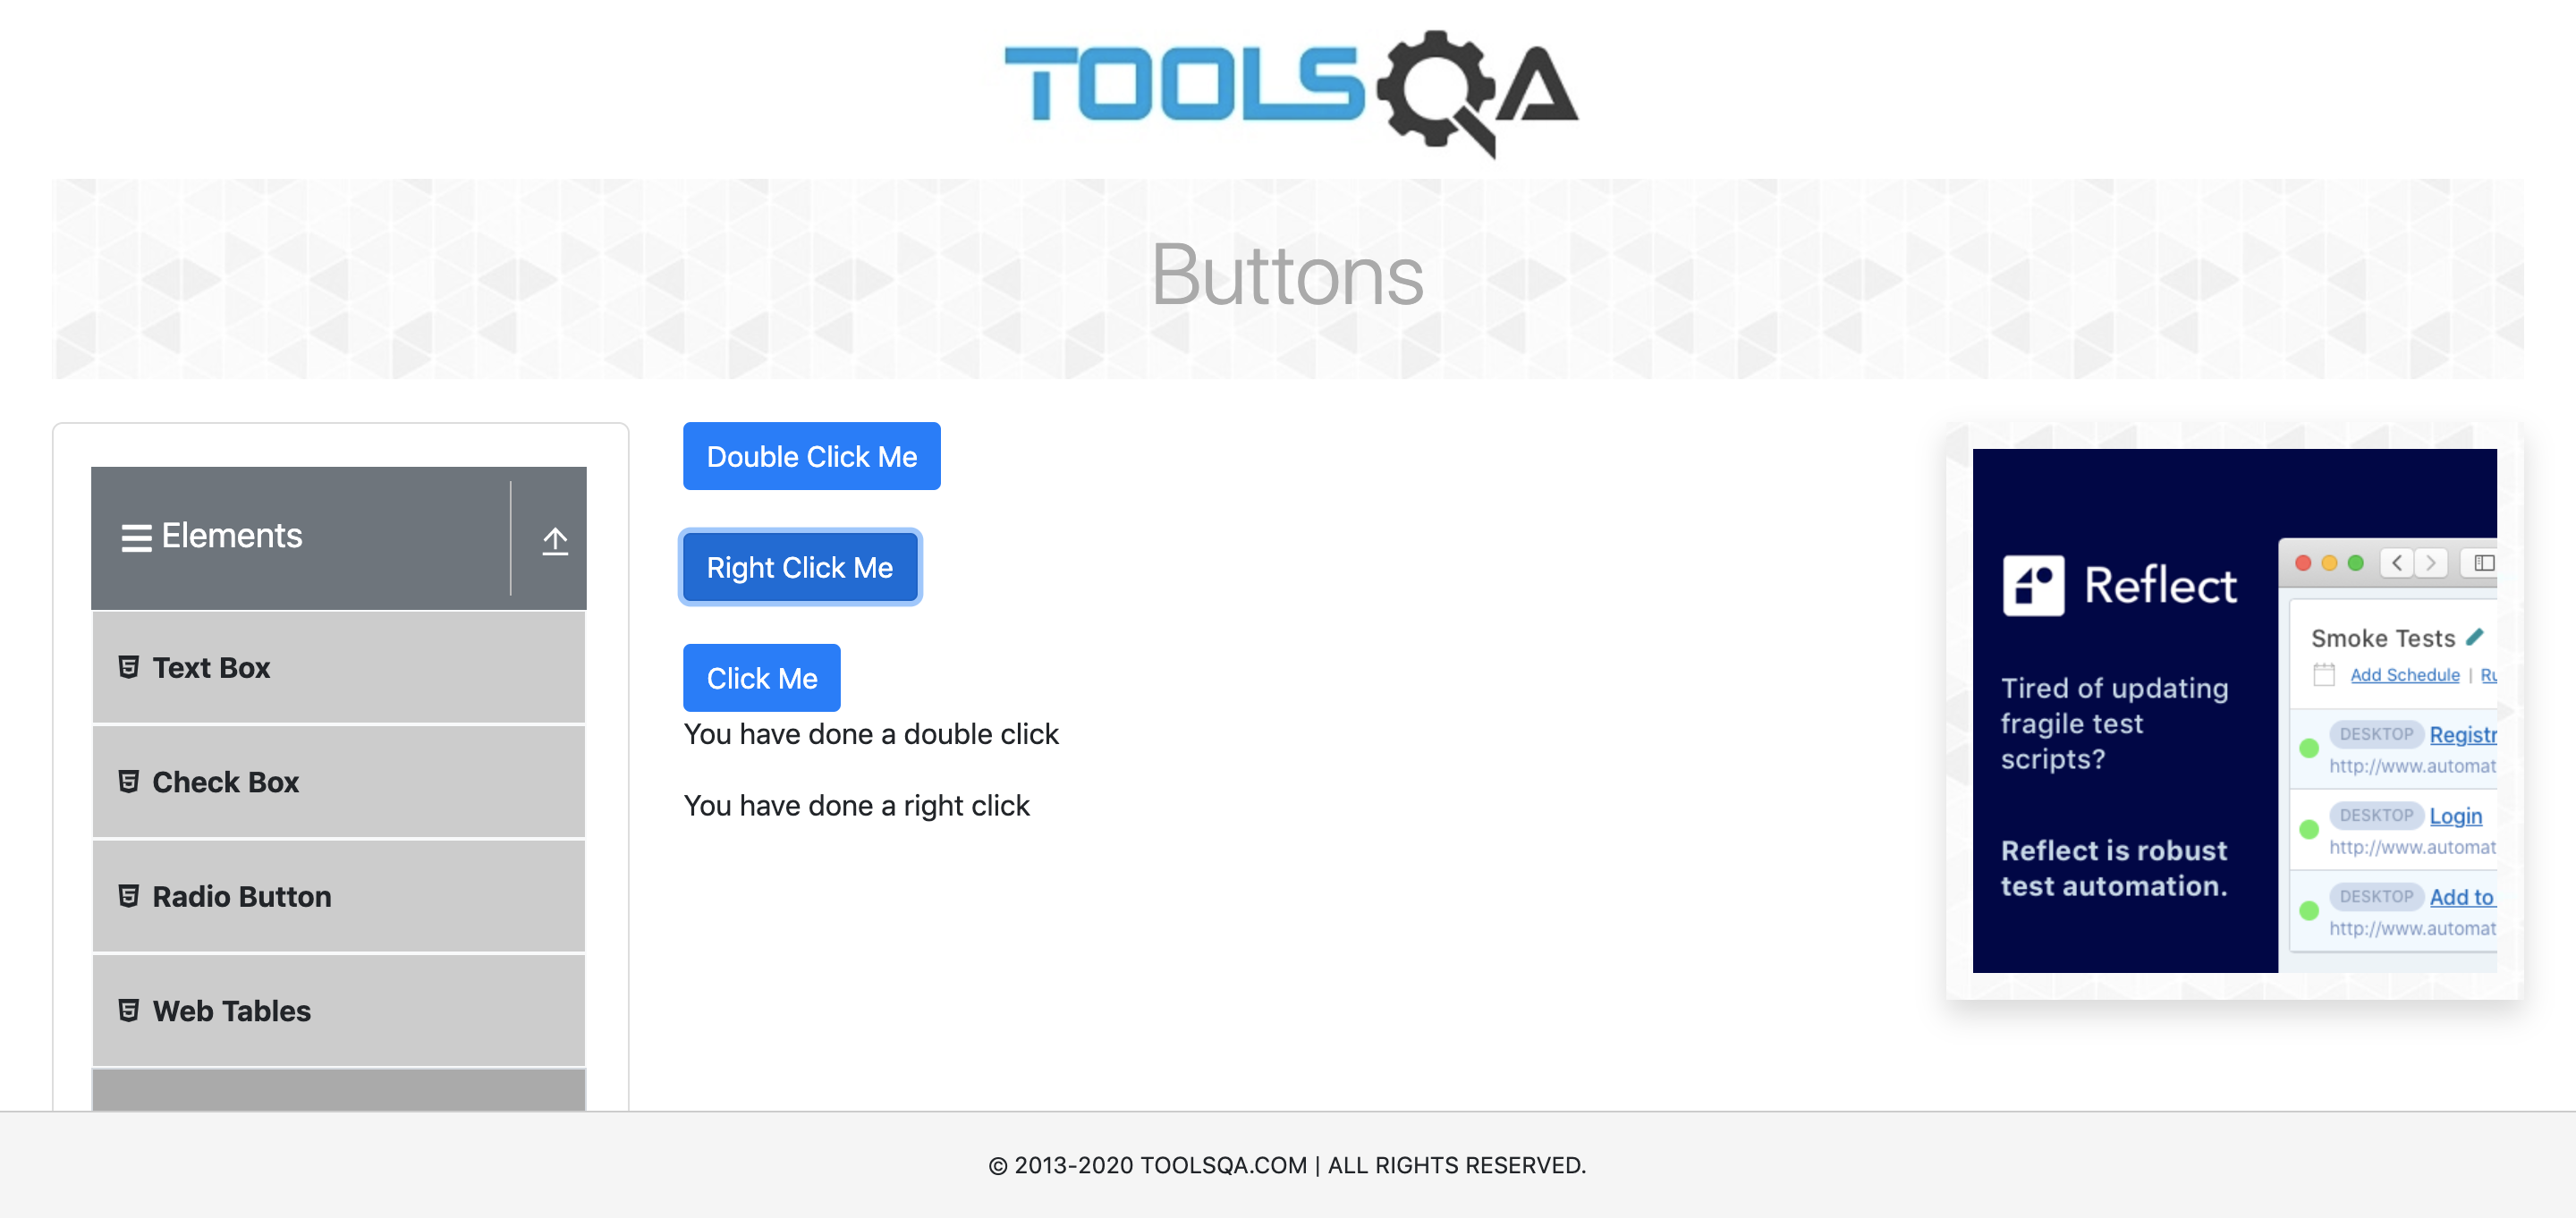 TOOLSQA
Buttons
Elements
Text Box
Check Box
Radio Button
Web Tables
Double Click Me
Right Click Me
Click Me
You have done a double click
You have done a right click
Reflect
Tired of updating
fragile test
scripts?
Reflect is robust
test automation.
Smoke Tests
Add Schedule | Ru
DESKTOP Registr
http://www.automat
DESKTOP Login
http://www.automat
DESKTOP Add to
http://www.automat
© 2013-2020 TOOLSQA.COM | ALL RIGHTS RESERVED.